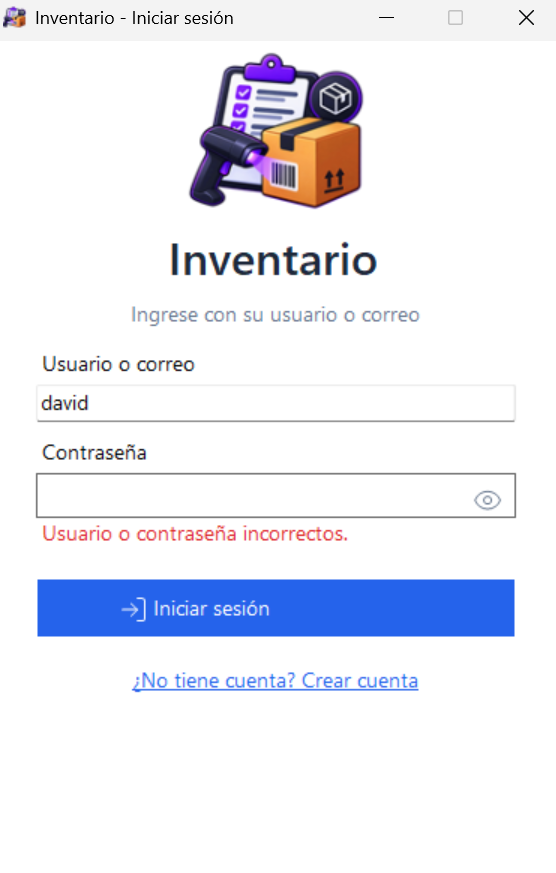 Inventario - Iniciar sesión
Inventario
Ingrese con su usuario o correo
Usuario o correo
david
Contraseña
Usuario o contraseña incorrectos.
Iniciar sesión
¿No tiene cuenta? Crear cuenta